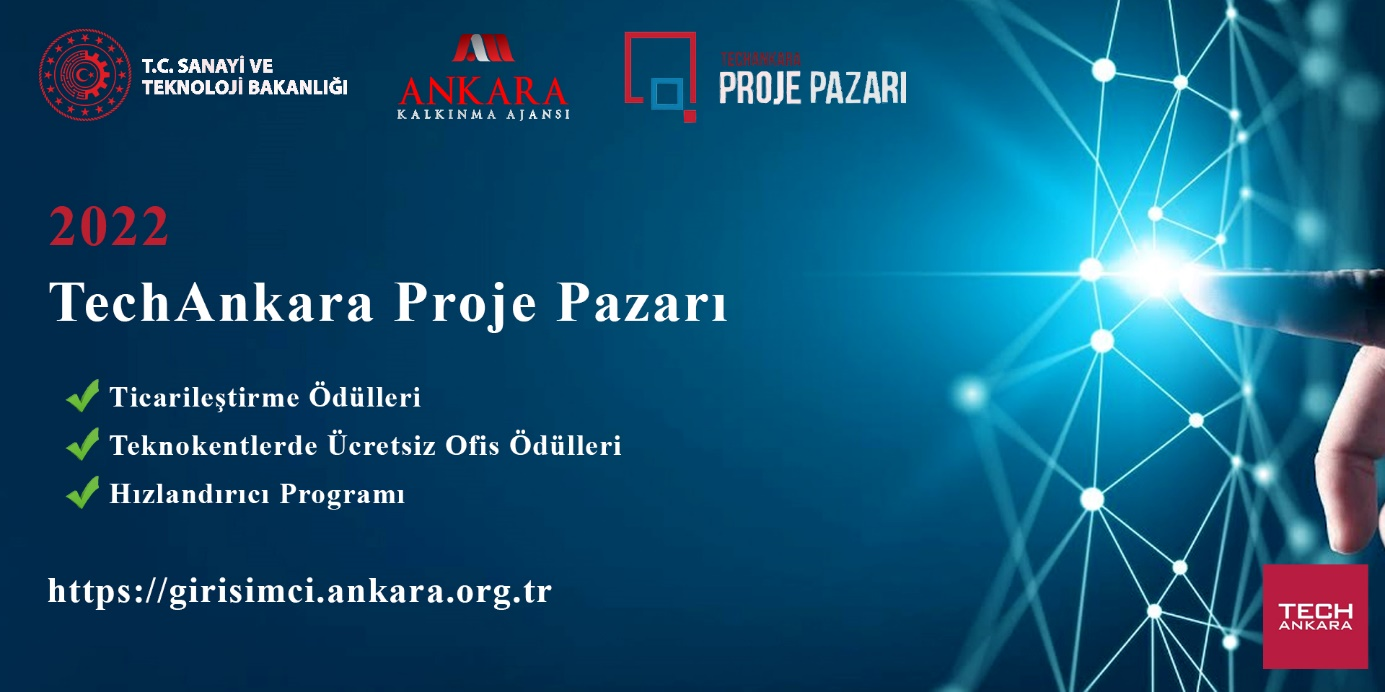 T.C. SANAYİ VE
TEKNOLOJİ BAKANLIĞI
ANKARA
KALKINMA AJANSI
TECHANKARA
PROJE PAZARI
2022
TechAnkara Proje Pazarı
Ticarileştirme Ödülleri
Teknokentlerde Ücretsiz Ofis Ödülleri
Hızlandırıcı Programı
https://girisimci.ankara.org.tr
TECH
ANKARA